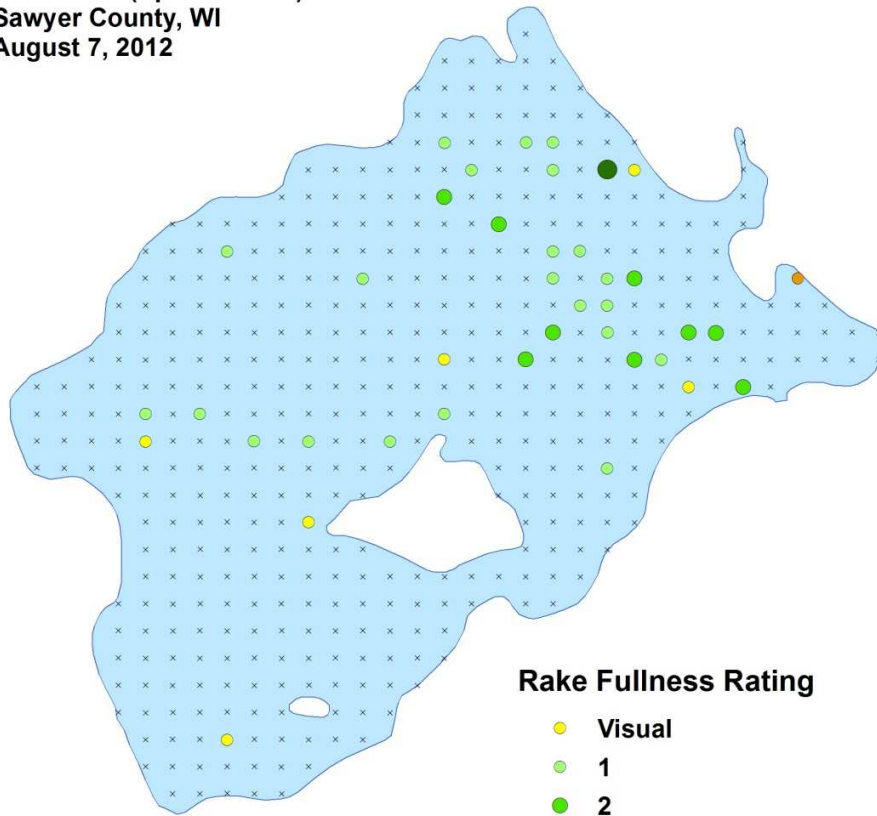 Sawyer County, WI
August 7, 2012
Rake Fullness Rating
Visual
1
2